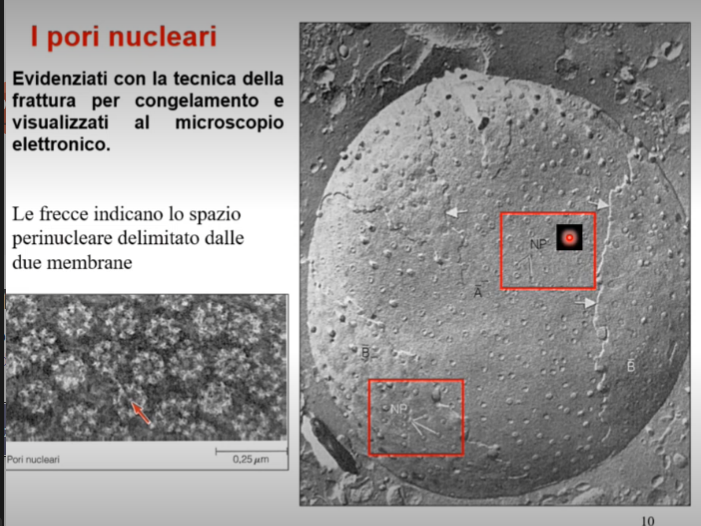 I pori nucleari
Evidenziati con la tecnica della
frattura per congelamento e
visualizzati al microscopio
elettronico.
Le frecce indicano lo spazio
perinucleare delimitato dalle
due membrane
NP
A
B
B
NP
Pori nucleari
0,25 µm
10